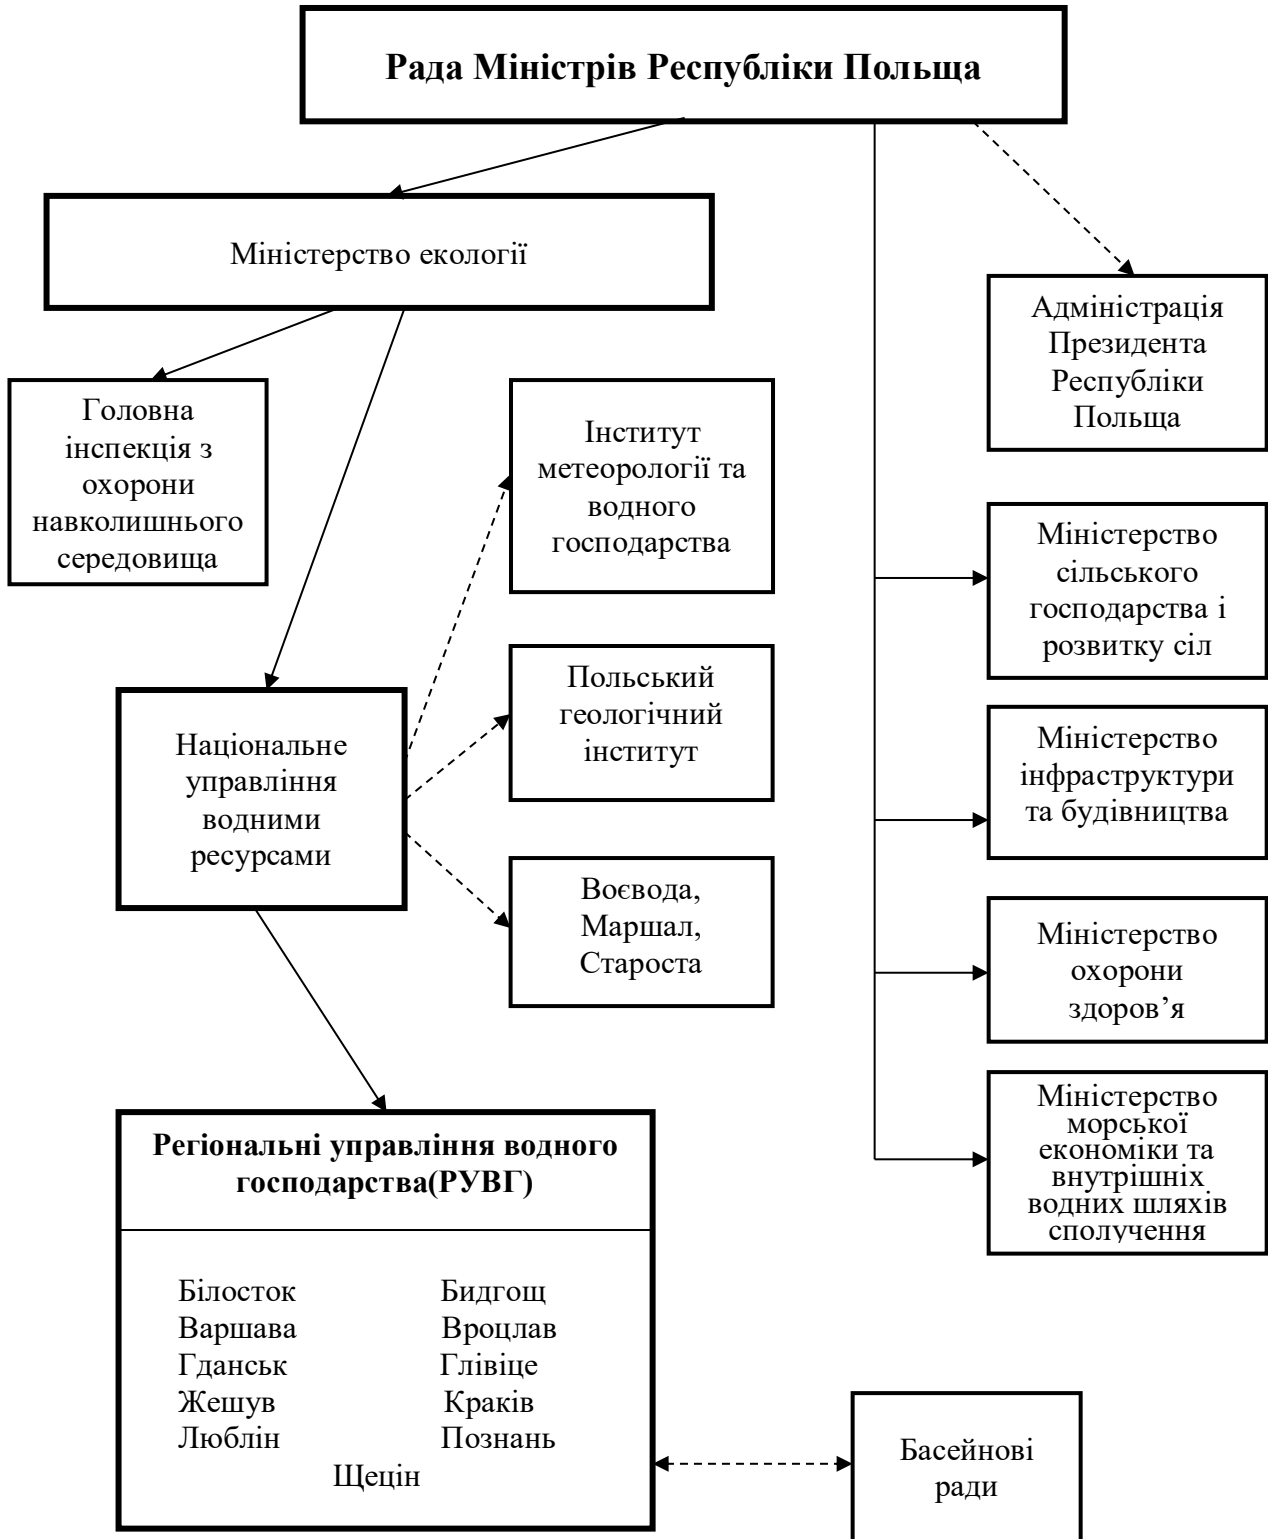 Рада Міністрів Республіки Польща
Міністерство екології
Адміністрація
Президента
Республіки
Польща
Головна
інспекція з
охорони
навколишнього
середовища
Інститут
метеорології та
водного
господарства
Міністерство
сільського
господарства і
розвитку сіл
Польський
геологічний
інститут
Національне
управління
водними
ресурсами
Міністерство
інфраструктури
та будівництва
Воєвода,
Маршал,
Староста
Міністерство
охорони
здоров’я
Міністерство
морської
економіки та
внутрішніх
водних шляхів
сполучення
Регіональні управління водного
господарства(РУВГ)
Білосток Бидгощ
Варшава Вроцлав
Гданськ Глівіце
Жешув Краків
Люблін Познань
Щецін
Басейнові
ради